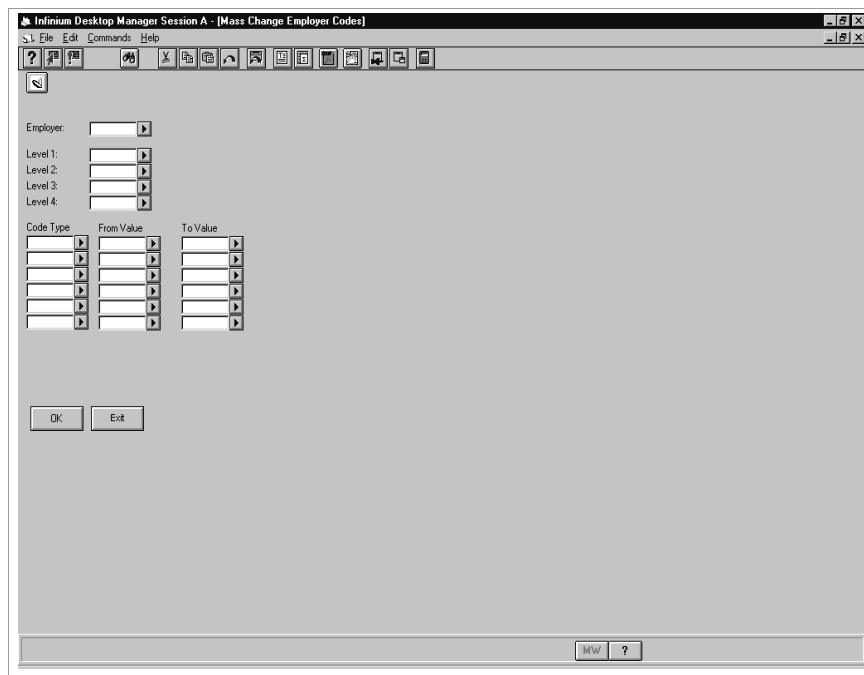 Infinium Desktop Manager Session A - [Mass Change Employer Codes]
File Edit Commands Help
Employer:
Level 1:
Level 2:
Level 3:
Level 4:
Code Type From Value To Value
OK Exit
MW ?